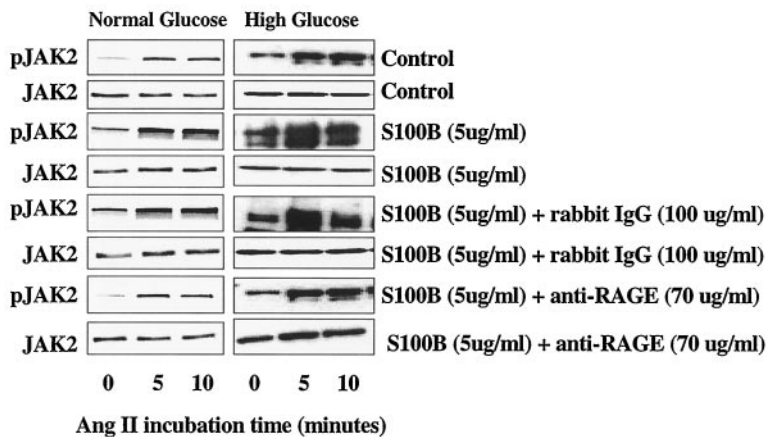 Normal Glucose High Glucose
pJAK2 Control
JAK2 Control
pJAK2 S100B (5ug/ml)
JAK2 S100B (5ug/ml)
pJAK2 S100B (5ug/ml) + rabbit IgG (100 ug/ml)
JAK2 S100B (5ug/ml) + rabbit IgG (100 ug/ml)
pJAK2 S100B (5ug/ml) + anti-RAGE (70 ug/ml)
JAK2 S100B (5ug/ml) + anti-RAGE (70 ug/ml)
0 5 10 0 5 10
Ang II incubation time (minutes)